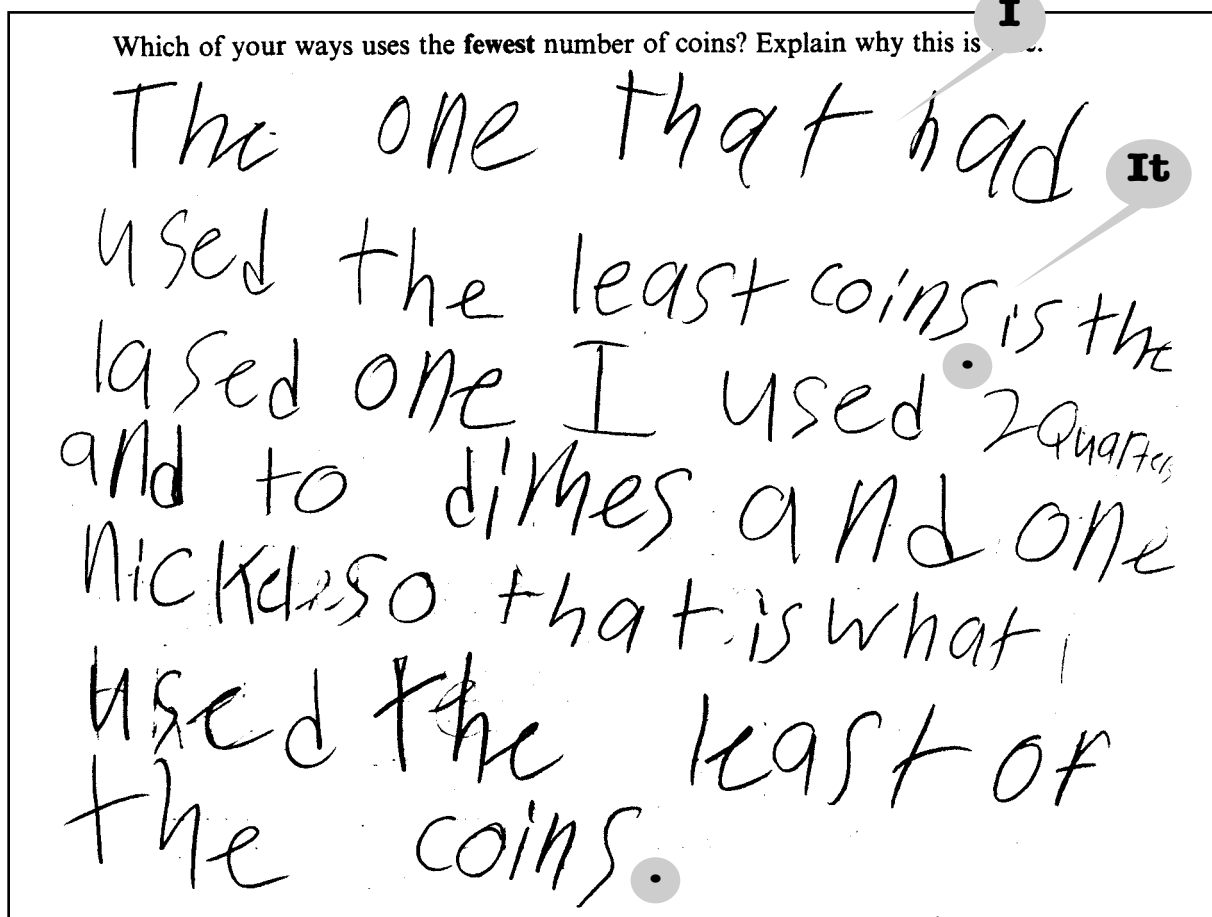 I
Which of your ways uses the fewest number of coins? Explain why this is
The one that had
It
used the least coins is the
lased one I used . 2 Quarters
and to dimes and one
nickels so that is what i
used the least of
the coins .